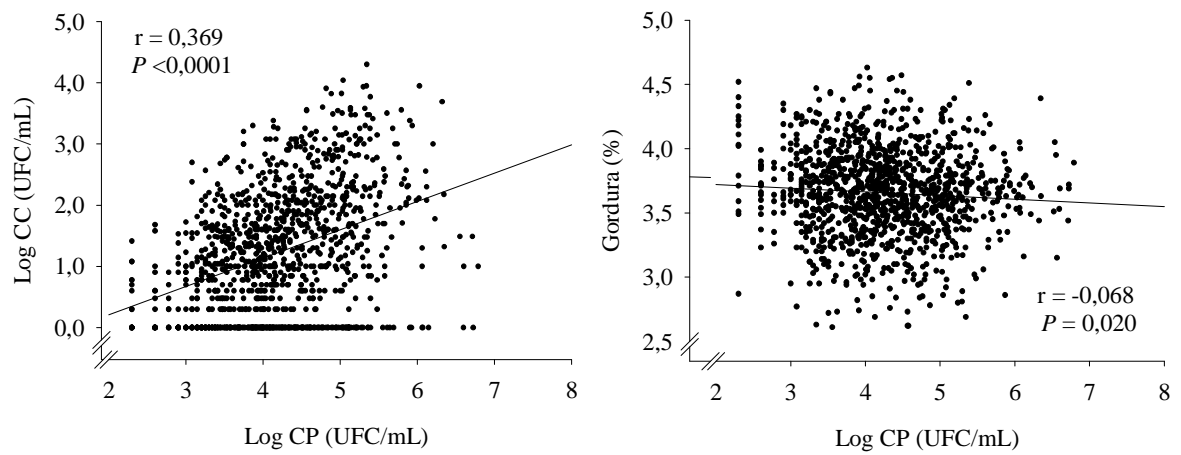 5,0
4,0
3,0
2,0
1,0
0,0
r = 0,369
P <0,0001
Log CC (UFC/mL)
2 3 4 5 6 7 8
Log CP (UFC/mL)
5,0
4,5
4,0
3,5
3,0
2,5
Gordura (%)
r = -0,068
P = 0,020
2 3 4 5 6 7 8
Log CP (UFC/mL)